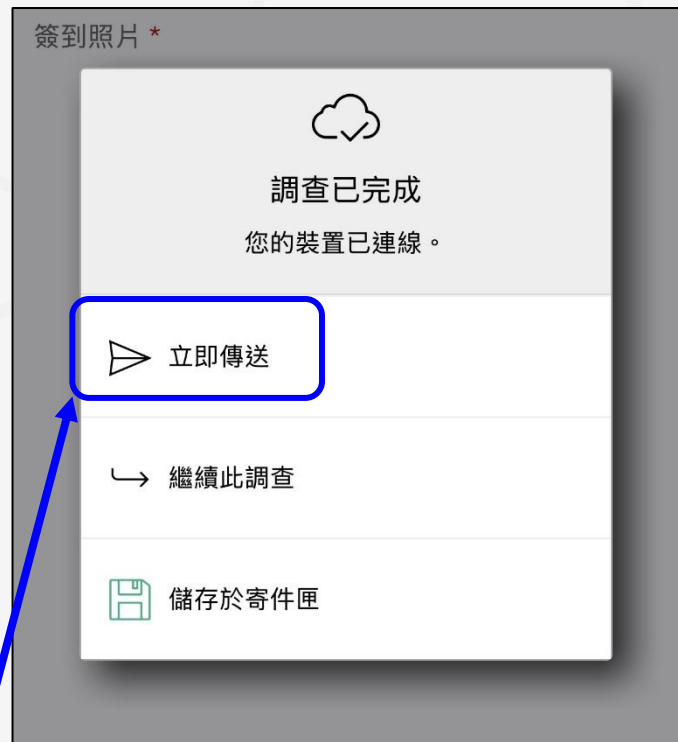 簽到照片 *
調查已完成
您的裝置已連線。
立即傳送
繼續此調查
儲存於寄件匣